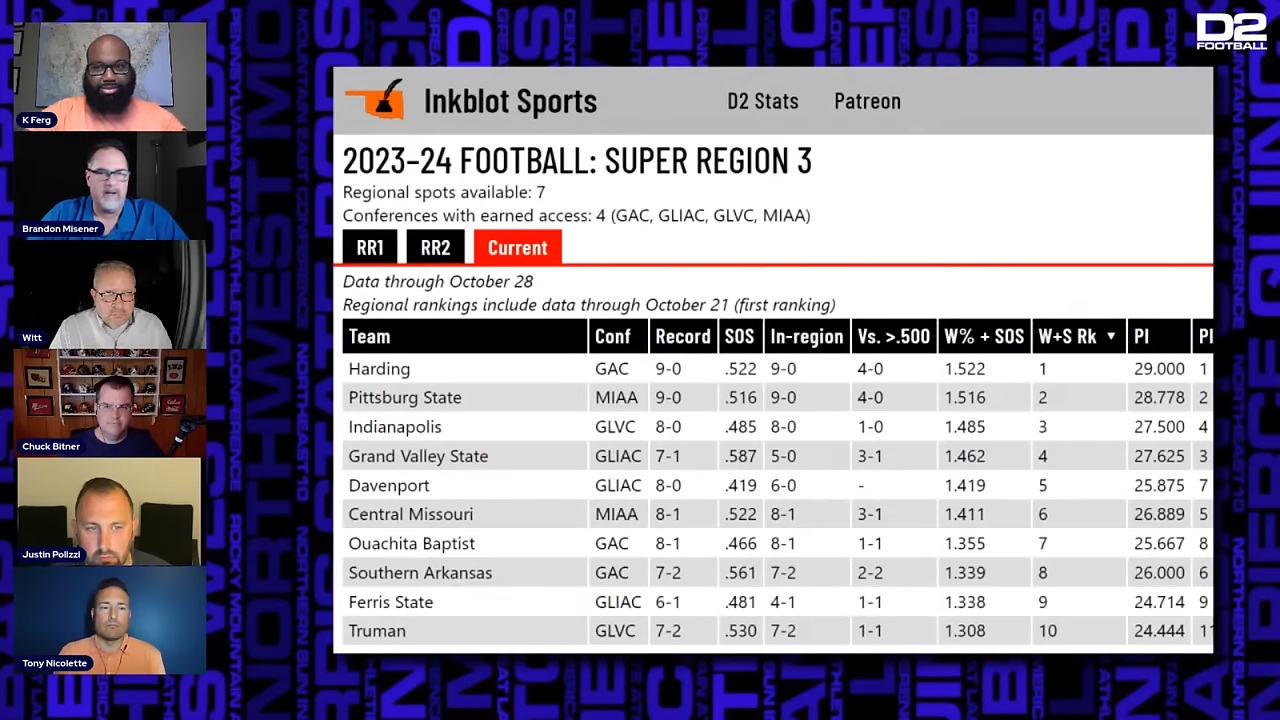 D2
FOOTBALL
K Ferg
Brandon Misener
Witt
Chuck Bitner
Justin Polizzi
Tony Nicolette
Inkblot Sports D2 Stats Patreon
2023–24 FOOTBALL: SUPER REGION 3
Regional spots available: 7
Conferences with earned access: 4 (GAC, GLIAC, GLVC, MIAA)
RR1 RR2 Current
Data through October 28
Regional rankings include data through October 21 (first ranking)
Team Conf Record SOS In-region Vs. >.500 W% + SOS W+S Rk ▼ PI PI
Harding GAC 9-0 .522 9-0 4-0 1.522 1 29.000 1
Pittsburg State MIAA 9-0 .516 9-0 4-0 1.516 2 28.778 2
Indianapolis GLVC 8-0 .485 8-0 1-0 1.485 3 27.500 4
Grand Valley State GLIAC 7-1 .587 5-0 3-1 1.462 4 27.625 3
Davenport GLIAC 8-0 .419 6-0 - 1.419 5 25.875 7
Central Missouri MIAA 8-1 .522 8-1 3-1 1.411 6 26.889 5
Ouachita Baptist GAC 8-1 .466 8-1 1-1 1.355 7 25.667 8
Southern Arkansas GAC 7-2 .561 7-2 2-2 1.339 8 26.000 6
Ferris State GLIAC 6-1 .481 4-1 1-1 1.338 9 24.714 9
Truman GLVC 7-2 .530 7-2 1-1 1.308 10 24.444 11